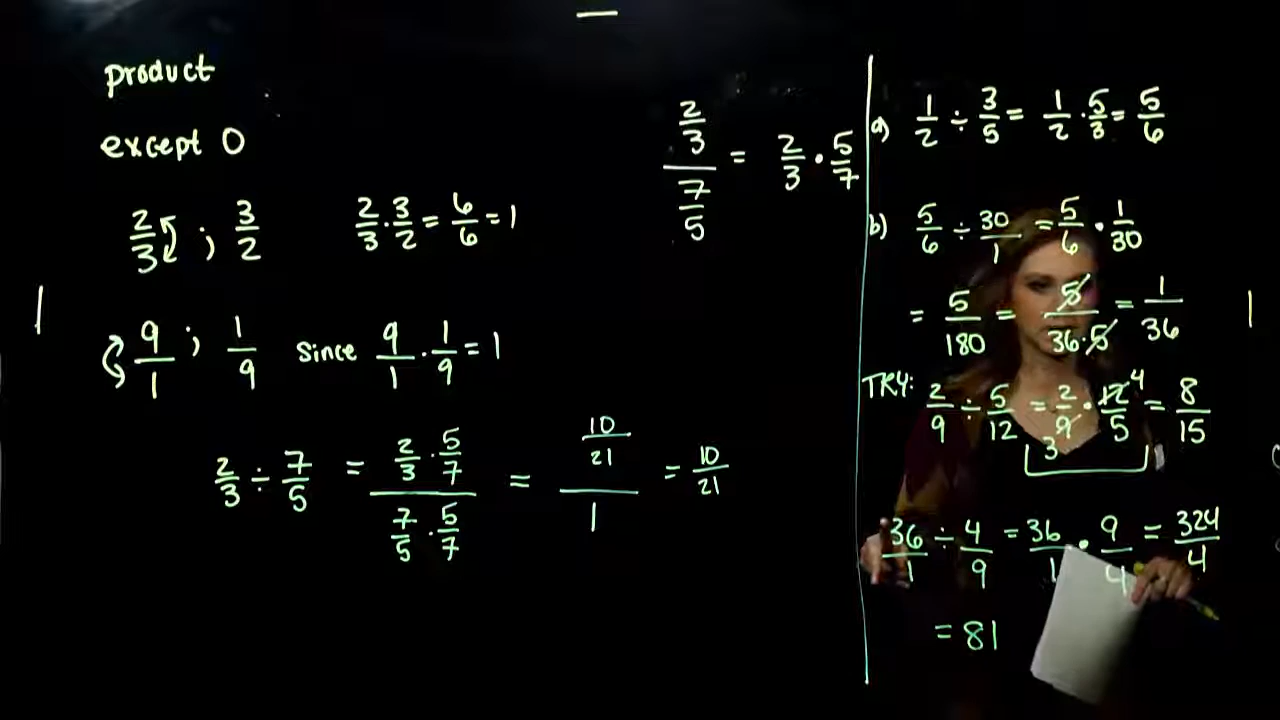 product
except 0
2/3 ; 3/2    2/3 · 3/2 = 6/6 = 1
9/1 ; 1/9 Since 9/1 · 1/9 = 1
2/3 ÷ 7/5 = (2/3 · 5/7)/(7/5 · 5/7) = (10/21)/1 = 10/21
(2/3)/(7/5) = 2/3 · 5/7
a) 1/2 ÷ 3/5 = 1/2 · 5/3 = 5/6
b) 5/6 ÷ 30/1 = 5/6 · 1/30
= 5/180 = 5/(36·5) = 1/36
TRY: 2/9 ÷ 5/12 = 2/9 · 12/5 = 8/15
3 4
36/1 ÷ 4/9 = 36/1 · 9/4 = 324/4
= 81